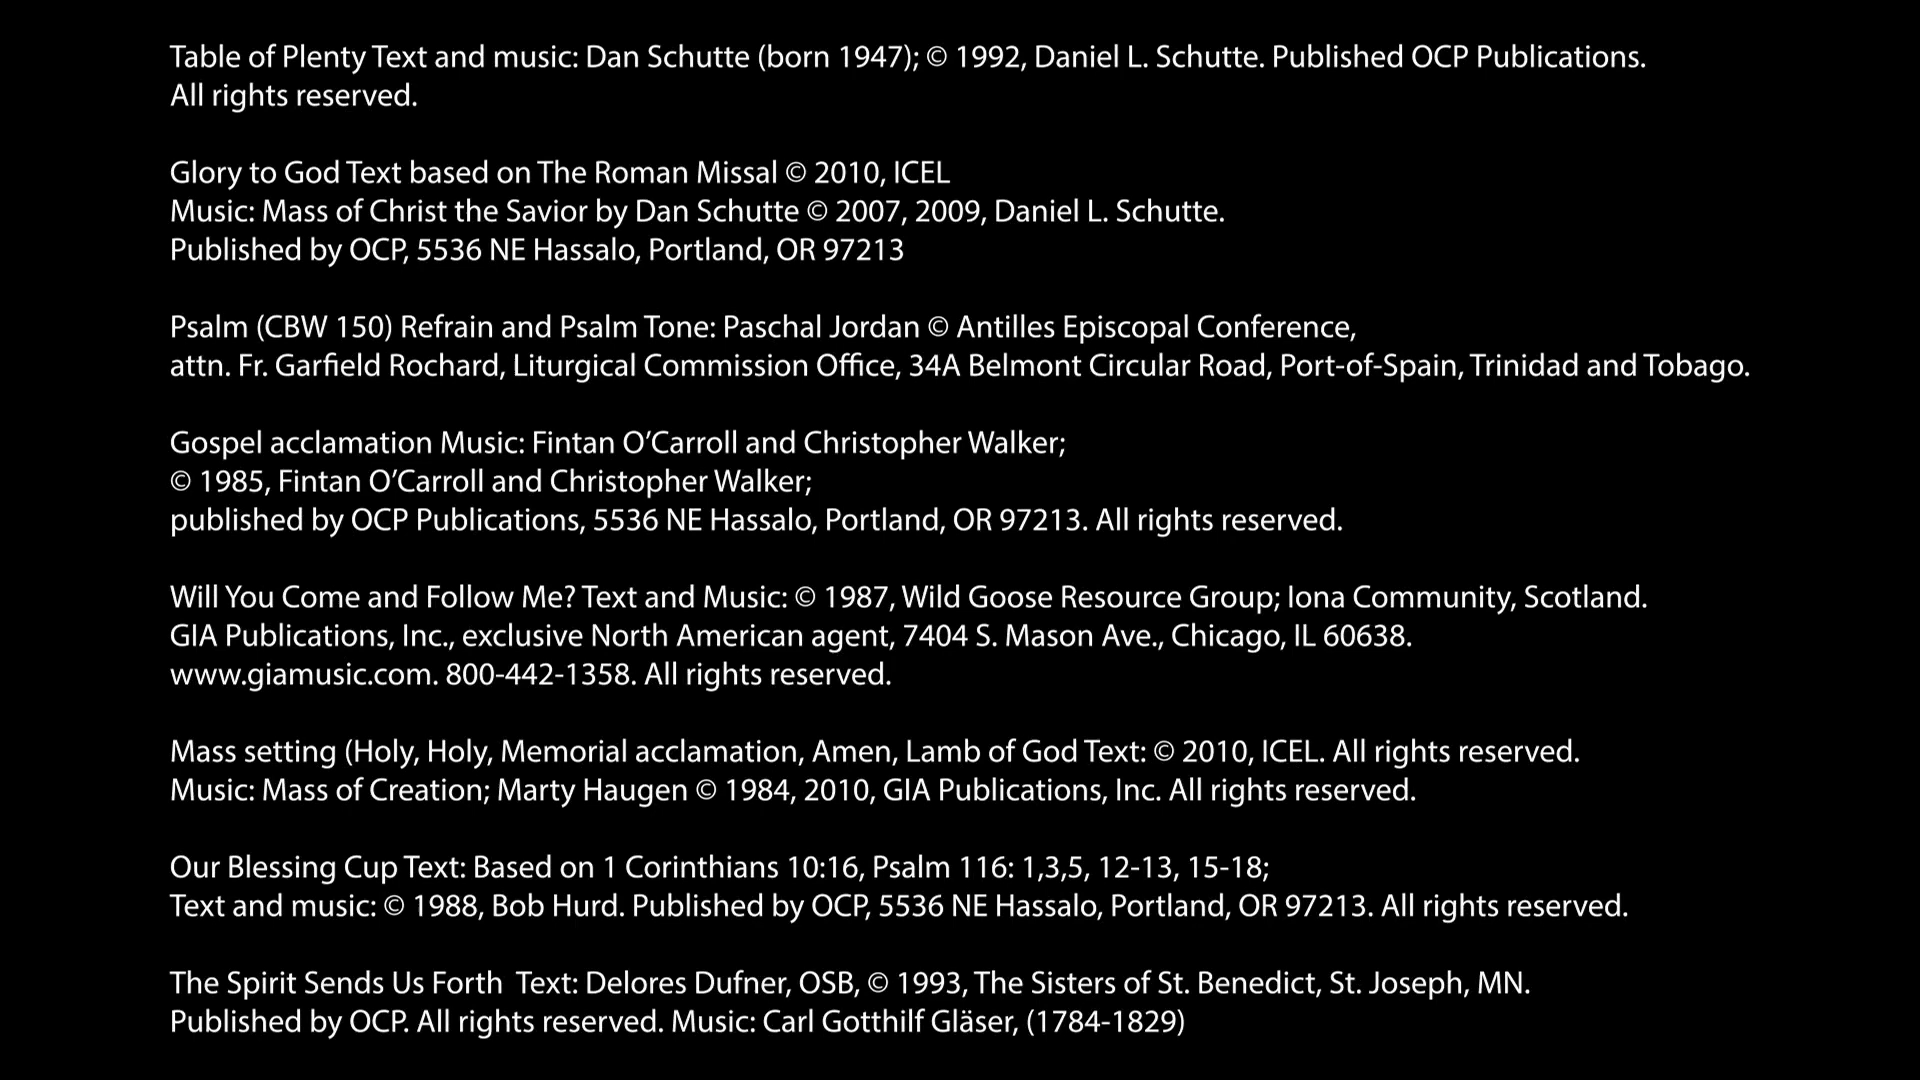 Table of Plenty Text and music: Dan Schutte (born 1947); © 1992, Daniel L. Schutte. Published OCP Publications.
All rights reserved.
Glory to God Text based on The Roman Missal © 2010, ICEL
Music: Mass of Christ the Savior by Dan Schutte © 2007, 2009, Daniel L. Schutte.
Published by OCP, 5536 NE Hassalo, Portland, OR 97213
Psalm (CBW 150) Refrain and Psalm Tone: Paschal Jordan © Antilles Episcopal Conference,
attn. Fr. Garfield Rochard, Liturgical Commission Office, 34A Belmont Circular Road, Port-of-Spain, Trinidad and Tobago.
Gospel acclamation Music: Fintan O’Carroll and Christopher Walker;
© 1985, Fintan O’Carroll and Christopher Walker;
published by OCP Publications, 5536 NE Hassalo, Portland, OR 97213. All rights reserved.
Will You Come and Follow Me? Text and Music: © 1987, Wild Goose Resource Group; Iona Community, Scotland.
GIA Publications, Inc., exclusive North American agent, 7404 S. Mason Ave., Chicago, IL 60638.
www.giamusic.com. 800-442-1358. All rights reserved.
Mass setting (Holy, Holy, Memorial acclamation, Amen, Lamb of God Text: © 2010, ICEL. All rights reserved.
Music: Mass of Creation; Marty Haugen © 1984, 2010, GIA Publications, Inc. All rights reserved.
Our Blessing Cup Text: Based on 1 Corinthians 10:16, Psalm 116: 1,3,5, 12-13, 15-18;
Text and music: © 1988, Bob Hurd. Published by OCP, 5536 NE Hassalo, Portland, OR 97213. All rights reserved.
The Spirit Sends Us Forth  Text: Delores Dufner, OSB, © 1993, The Sisters of St. Benedict, St. Joseph, MN.
Published by OCP. All rights reserved. Music: Carl Gotthilf Gläser, (1784-1829)